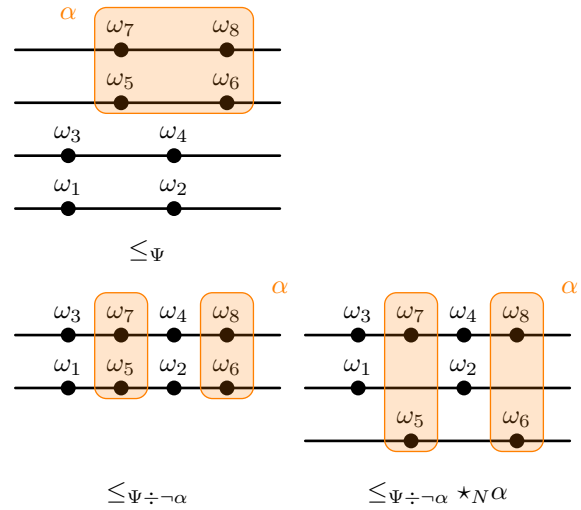 α ω₇ ω₈
ω₅ ω₆
ω₃ ω₄
ω₁ ω₂
≤Ψ
α
ω₃ ω₇ ω₄ ω₈
ω₁ ω₅ ω₂ ω₆
≤Ψ÷¬α
α
ω₃ ω₇ ω₄ ω₈
ω₁ ω₂
ω₅ ω₆
≤Ψ÷¬α ⋆N α